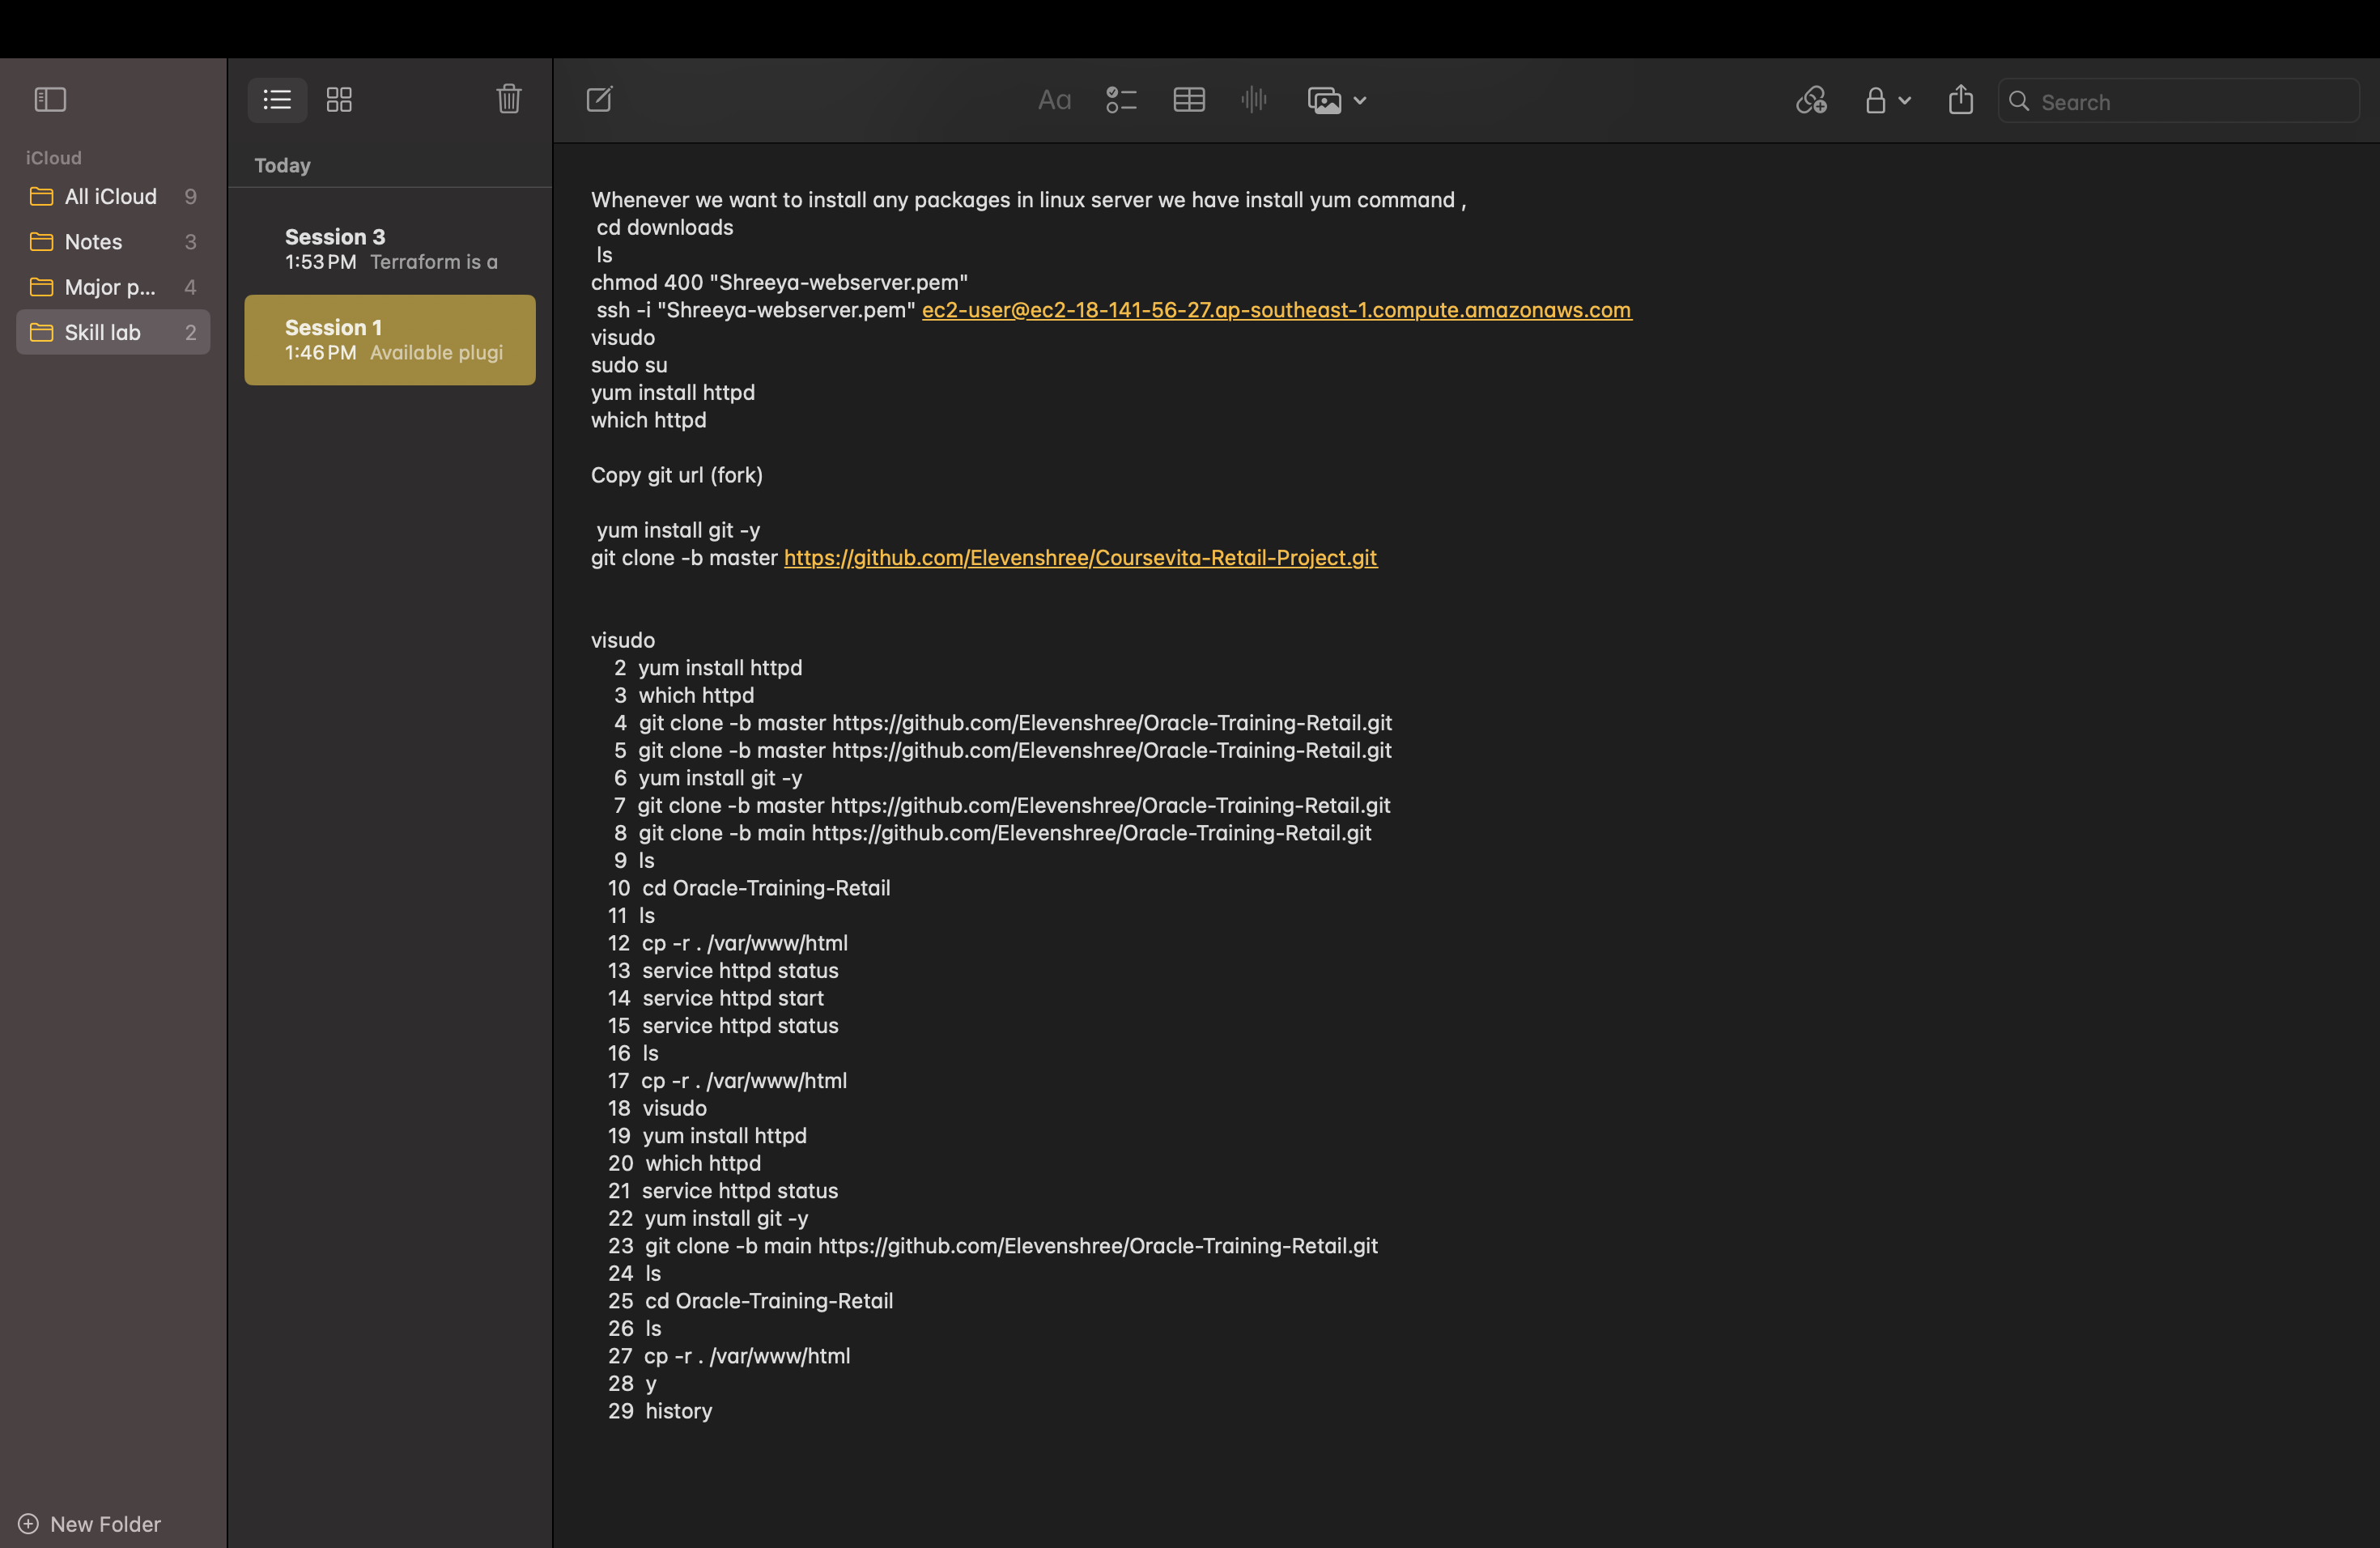 iCloud
All iCloud 9
Notes 3
Major p... 4
Skill lab 2
New Folder
Today
Session 3
1:53 PM Terraform is a
Session 1
1:46 PM Available plugi
Aa
Search
Whenever we want to install any packages in linux server we have install yum command ,
cd downloads
ls
chmod 400 "Shreeya-webserver.pem"
ssh -i "Shreeya-webserver.pem" ec2-user@ec2-18-141-56-27.ap-southeast-1.compute.amazonaws.com
visudo
sudo su
yum install httpd
which httpd
Copy git url (fork)
yum install git -y
git clone -b master https://github.com/Elevenshree/Coursevita-Retail-Project.git
visudo
2 yum install httpd
3 which httpd
4 git clone -b master https://github.com/Elevenshree/Oracle-Training-Retail.git
5 git clone -b master https://github.com/Elevenshree/Oracle-Training-Retail.git
6 yum install git -y
7 git clone -b master https://github.com/Elevenshree/Oracle-Training-Retail.git
8 git clone -b main https://github.com/Elevenshree/Oracle-Training-Retail.git
9 ls
10 cd Oracle-Training-Retail
11 ls
12 cp -r . /var/www/html
13 service httpd status
14 service httpd start
15 service httpd status
16 ls
17 cp -r . /var/www/html
18 visudo
19 yum install httpd
20 which httpd
21 service httpd status
22 yum install git -y
23 git clone -b main https://github.com/Elevenshree/Oracle-Training-Retail.git
24 ls
25 cd Oracle-Training-Retail
26 ls
27 cp -r . /var/www/html
28 y
29 history